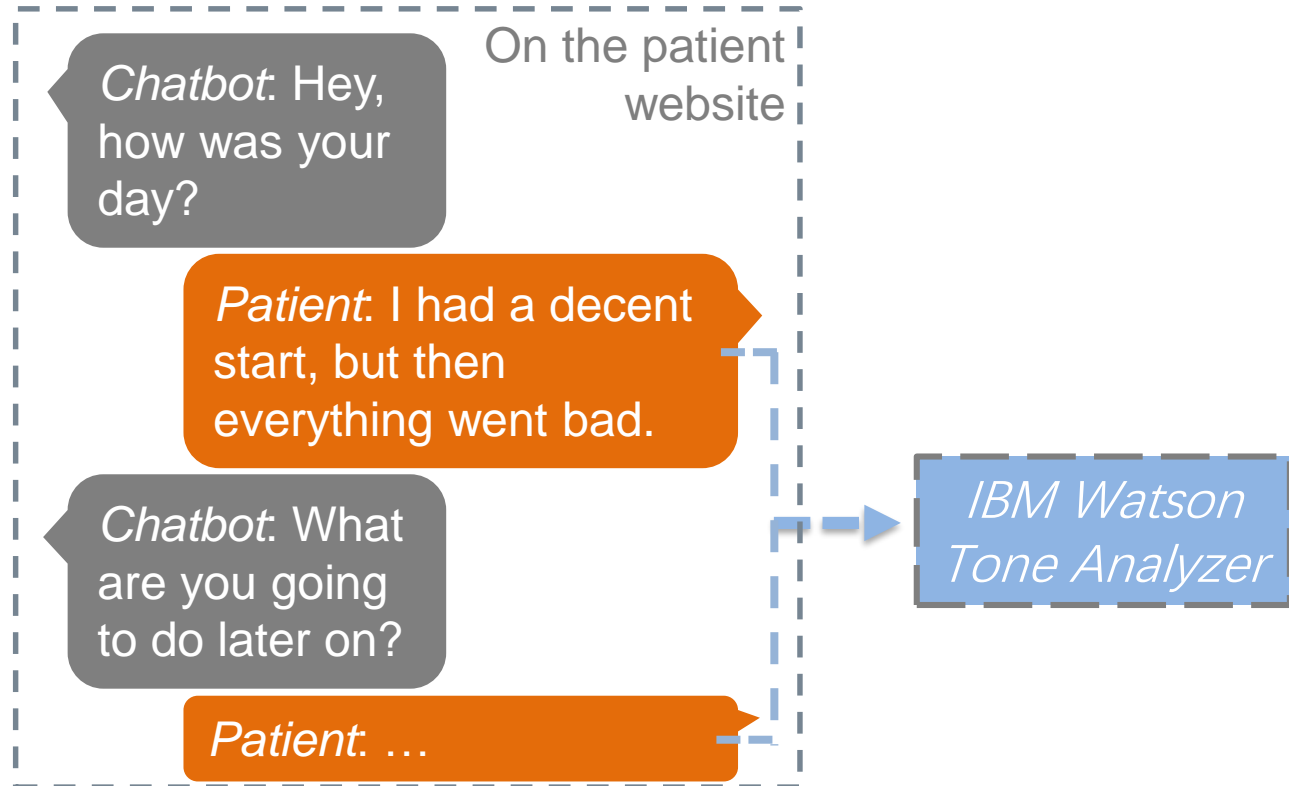 On the patient
website
Chatbot: Hey,
how was your
day?
Patient: I had a decent
start, but then
everything went bad.
Chatbot: What
are you going
to do later on?
Patient: …
IBM Watson
Tone Analyzer